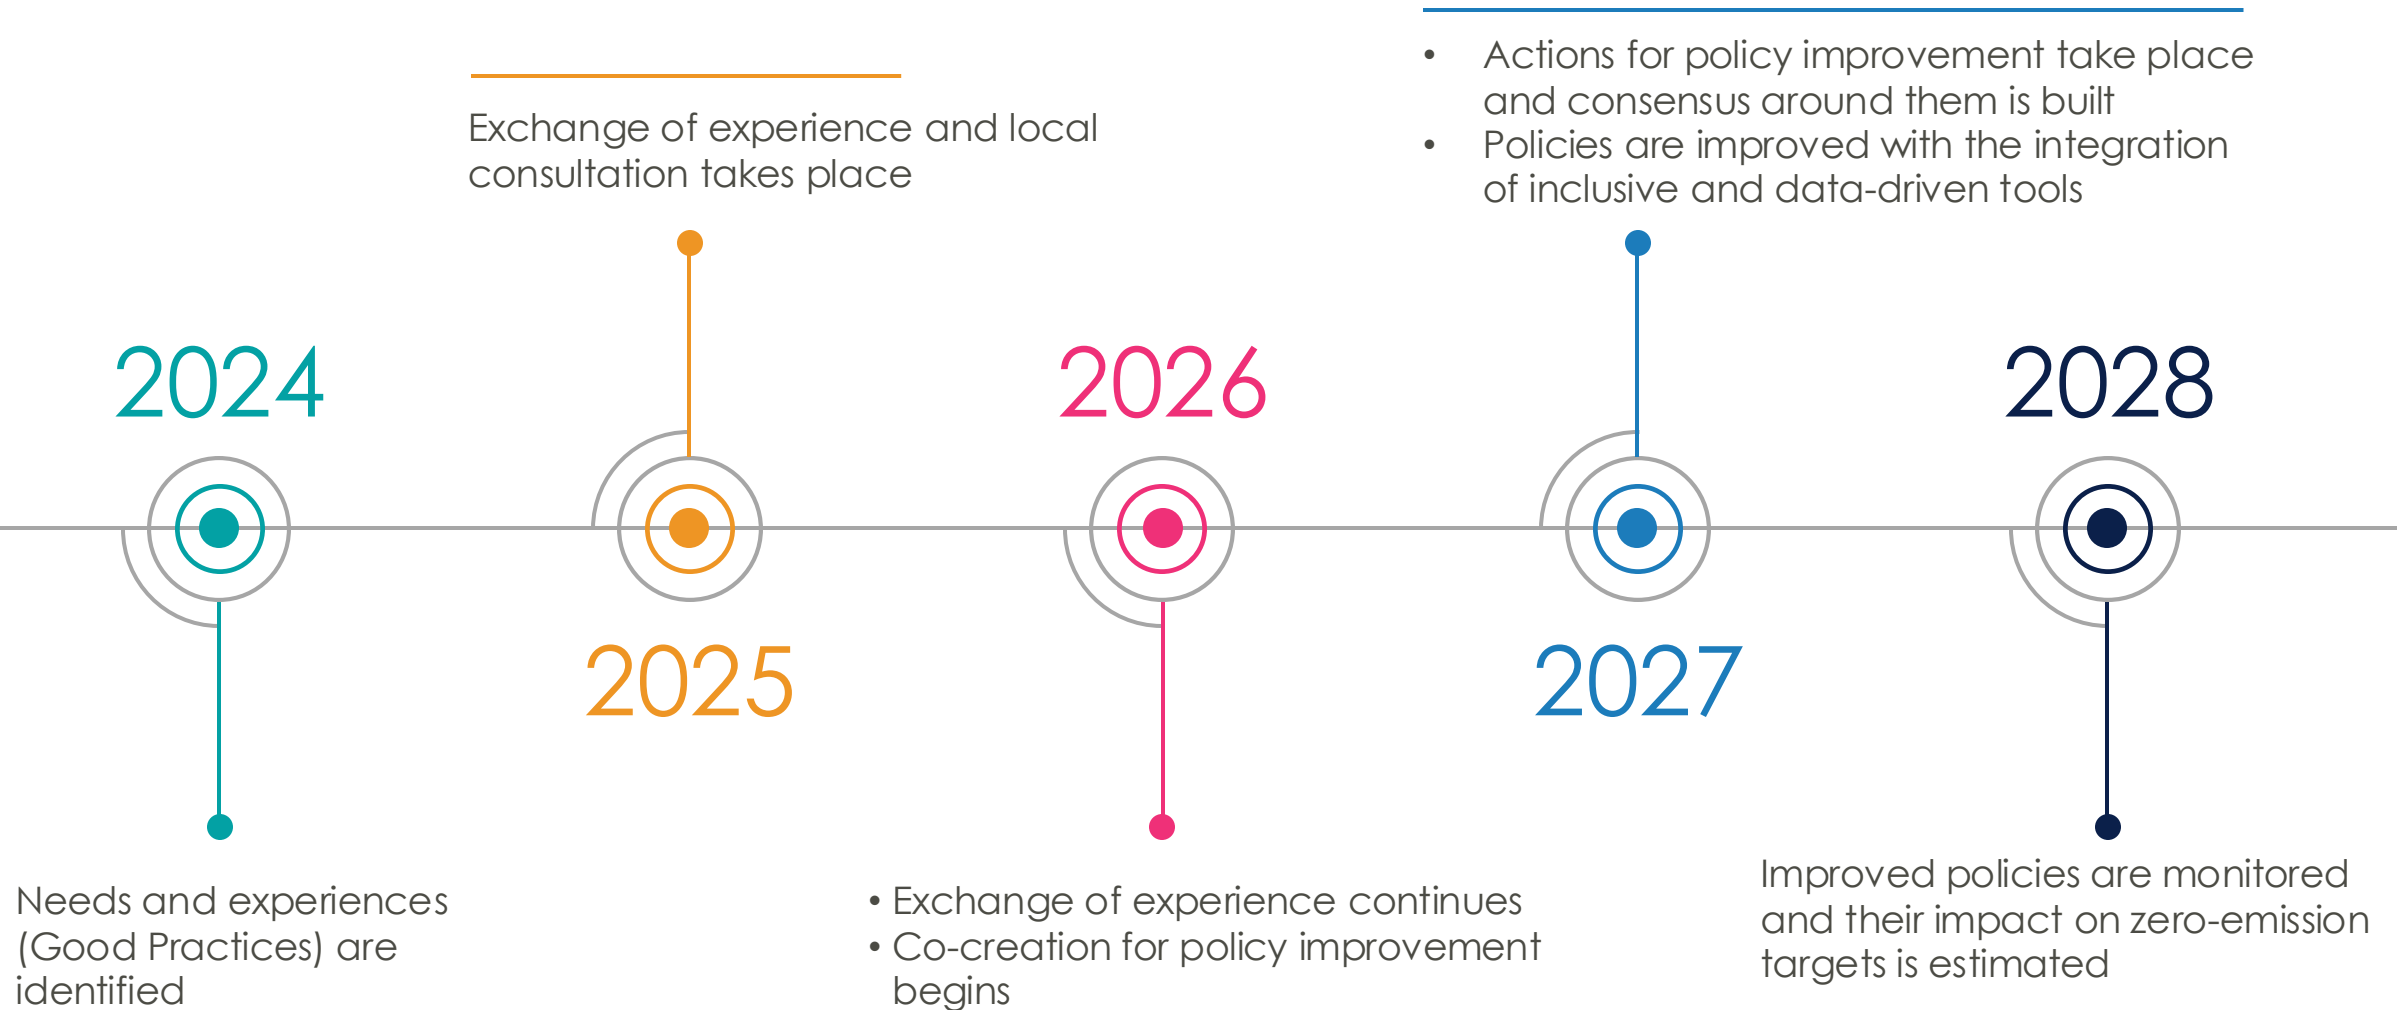 • Actions for policy improvement take place
and consensus around them is built
• Policies are improved with the integration
of inclusive and data-driven tools
Exchange of experience and local
consultation takes place
2024
2026
2028
2025
2027
Needs and experiences
(Good Practices) are
identified
• Exchange of experience continues
• Co-creation for policy improvement
begins
Improved policies are monitored
and their impact on zero-emission
targets is estimated